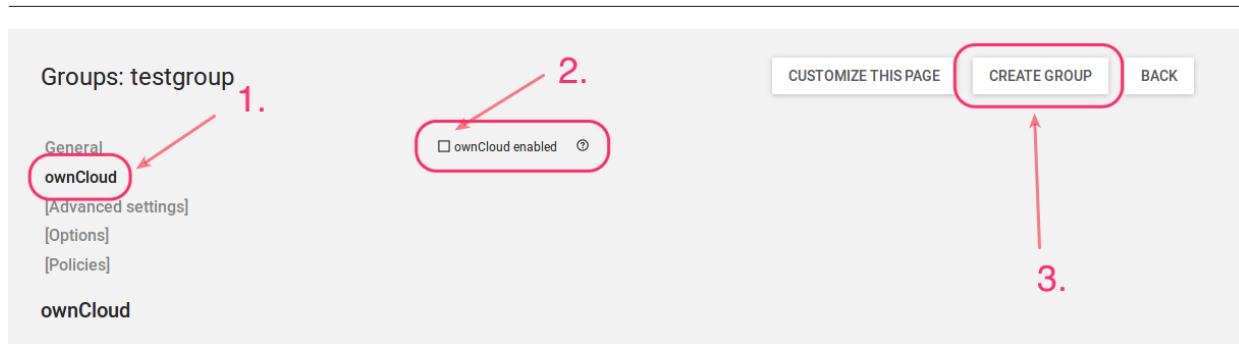 Groups: testgroup
1.
2.
CUSTOMIZE THIS PAGE
CREATE GROUP
BACK
General
ownCloud enabled
ownCloud
[Advanced settings]
[Options]
[Policies]
3.
ownCloud